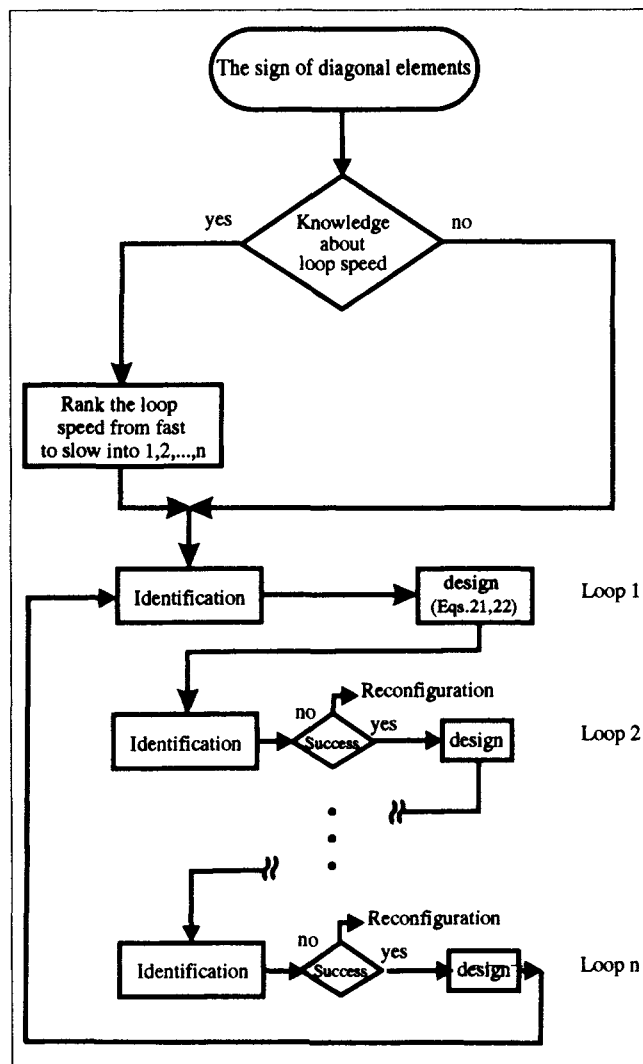 The sign of diagonal elements
yes
no
Knowledge
about
loop speed
Rank the loop
speed from fast
to slow into 1,2,...,n
Identification
design
(Eqs.21,22)
Loop 1
Reconfiguration
no
yes
Identification
Success
design
Loop 2
Reconfiguration
no
yes
Identification
Success
design
Loop n